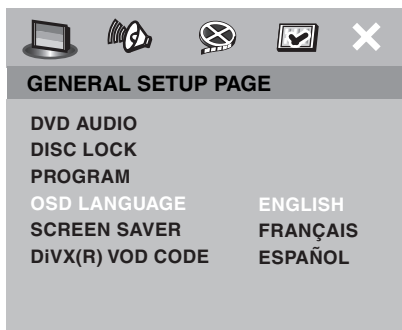 GENERAL SETUP PAGE
DVD AUDIO
DISC LOCK
PROGRAM
OSD LANGUAGE ENGLISH
SCREEN SAVER FRANÇAIS
DiVX(R) VOD CODE ESPAÑOL